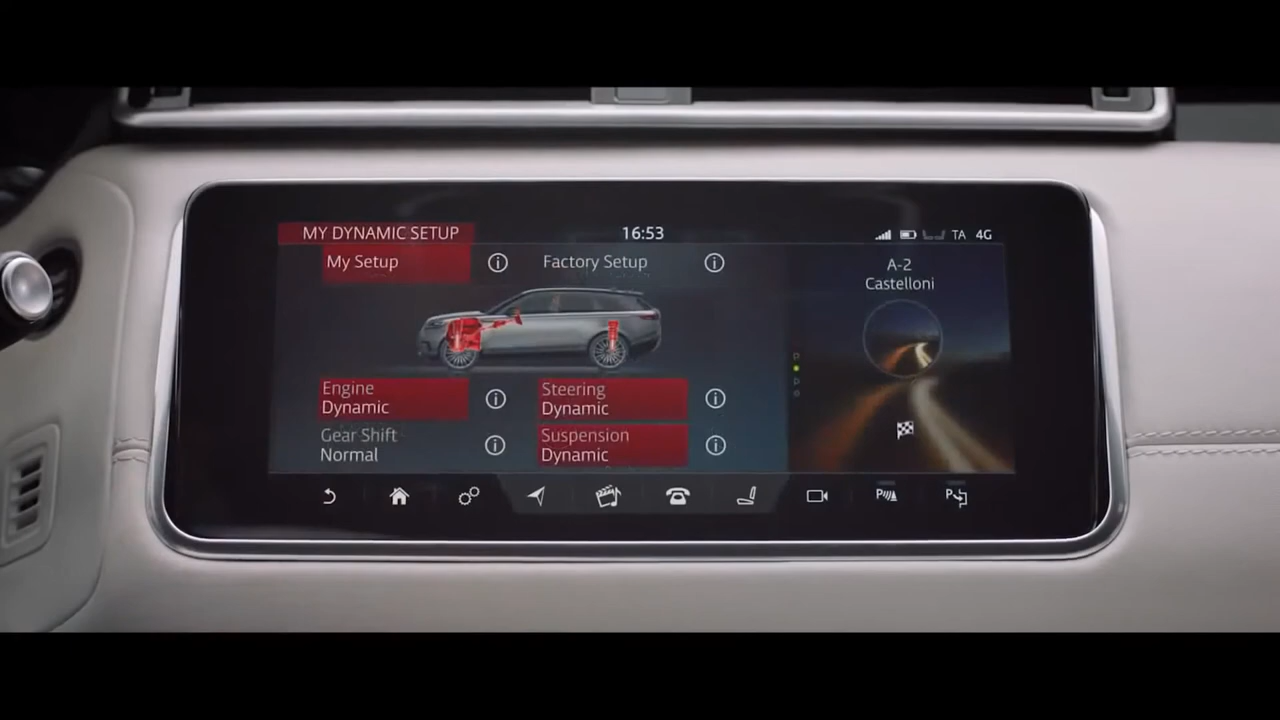 MY DYNAMIC SETUP
16:53
TA 4G
My Setup
Factory Setup
A-2
Castelloni
Engine
Dynamic
Steering
Dynamic
Gear Shift
Normal
Suspension
Dynamic